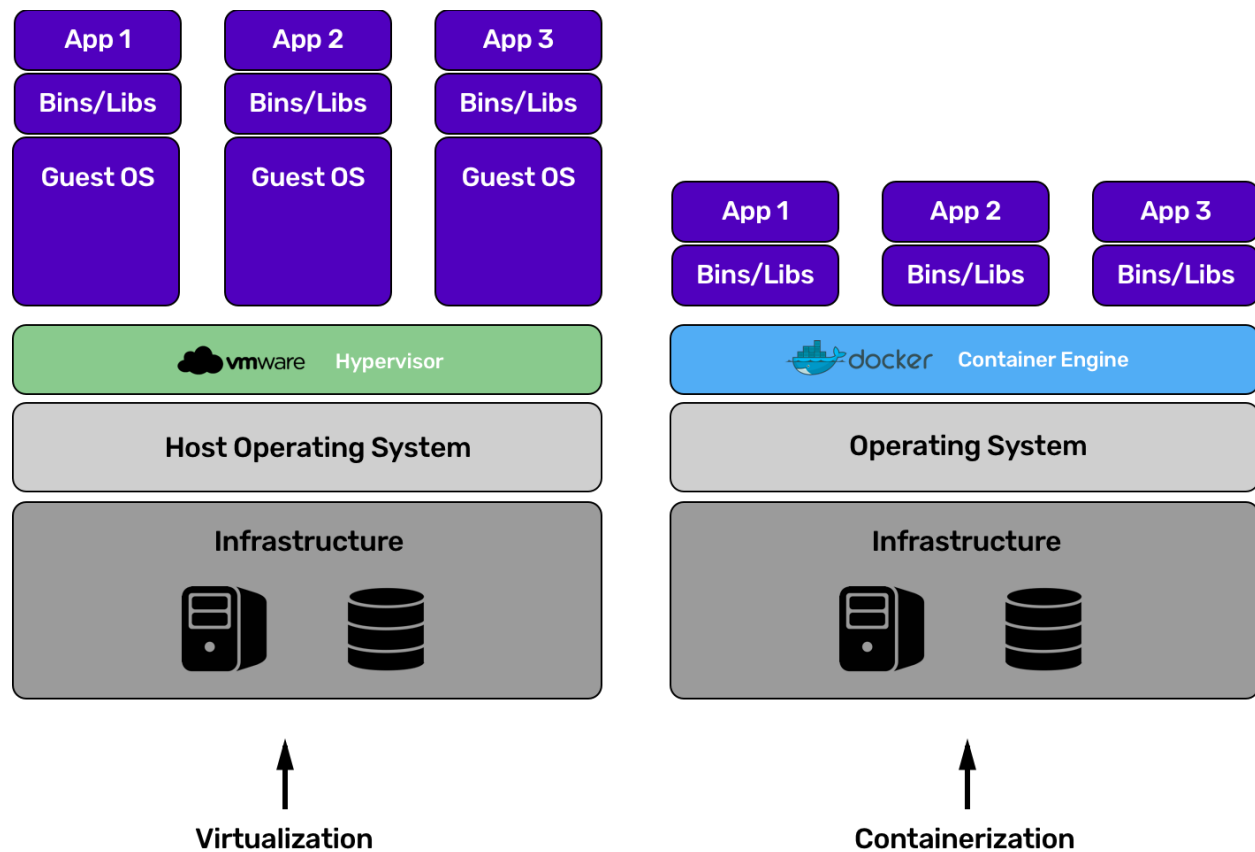 App 1
App 2
App 3
Bins/Libs
Bins/Libs
Bins/Libs
Guest OS
Guest OS
Guest OS
vmware Hypervisor
Host Operating System
Infrastructure
Virtualization
App 1
App 2
App 3
Bins/Libs
Bins/Libs
Bins/Libs
docker Container Engine
Operating System
Infrastructure
Containerization